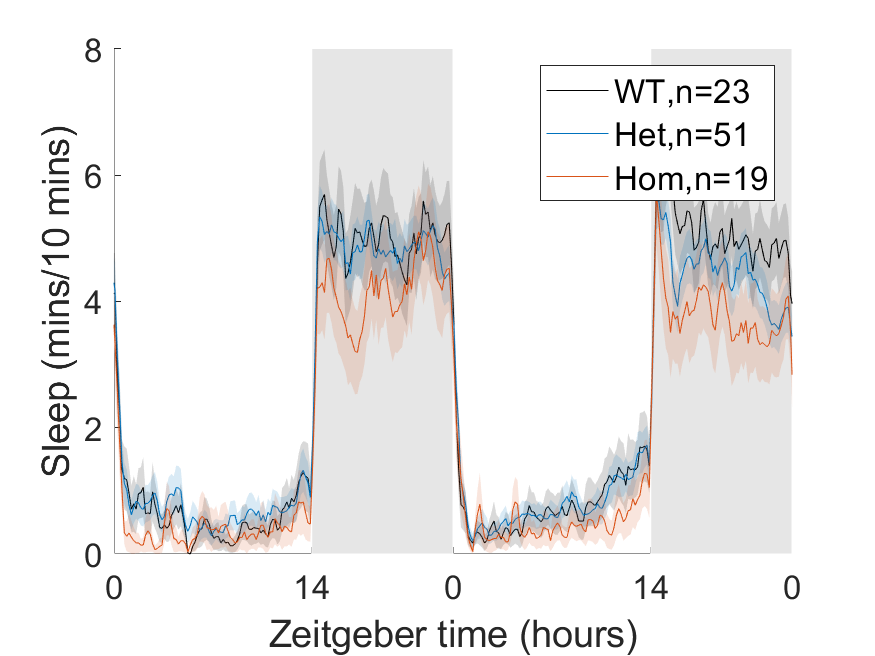 8
6
4
2
0
Sleep (mins/10 mins)
WT,n=23
Het,n=51
Hom,n=19
0 14 0 14 0
Zeitgeber time (hours)